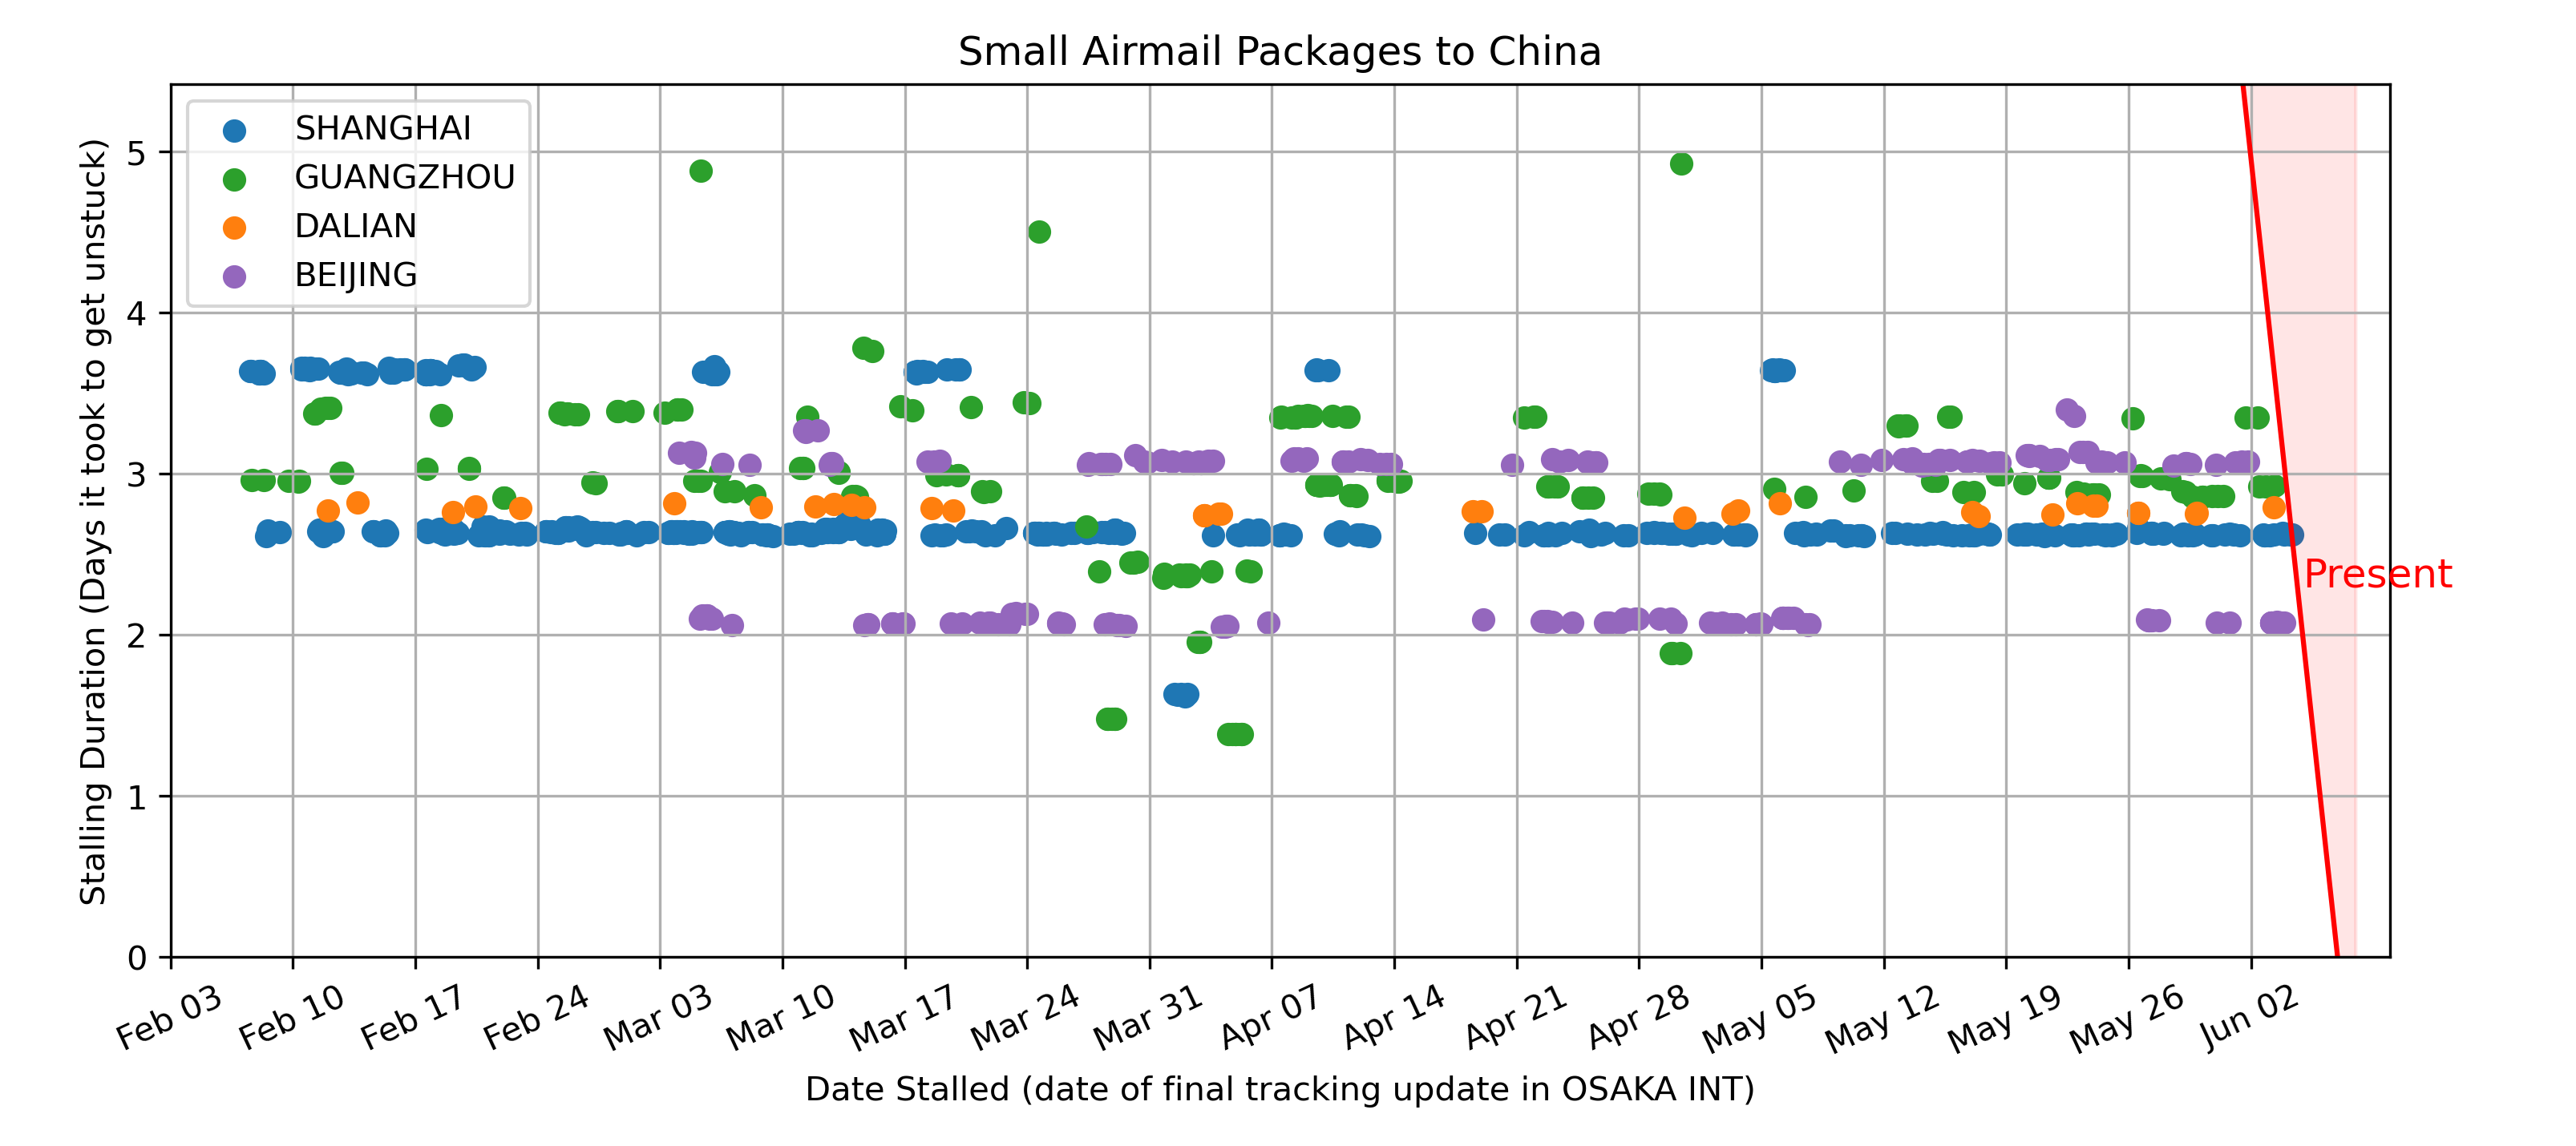 Small Airmail Packages to China
SHANGHAI
GUANGZHOU
DALIAN
BEIJING
Stalling Duration (Days it took to get unstuck)
5
4
3
2
1
0
Present
Feb 03
Feb 10
Feb 17
Feb 24
Mar 03
Mar 10
Mar 17
Mar 24
Mar 31
Apr 07
Apr 14
Apr 21
Apr 28
May 05
May 12
May 19
May 26
Jun 02
Date Stalled (date of final tracking update in OSAKA INT)